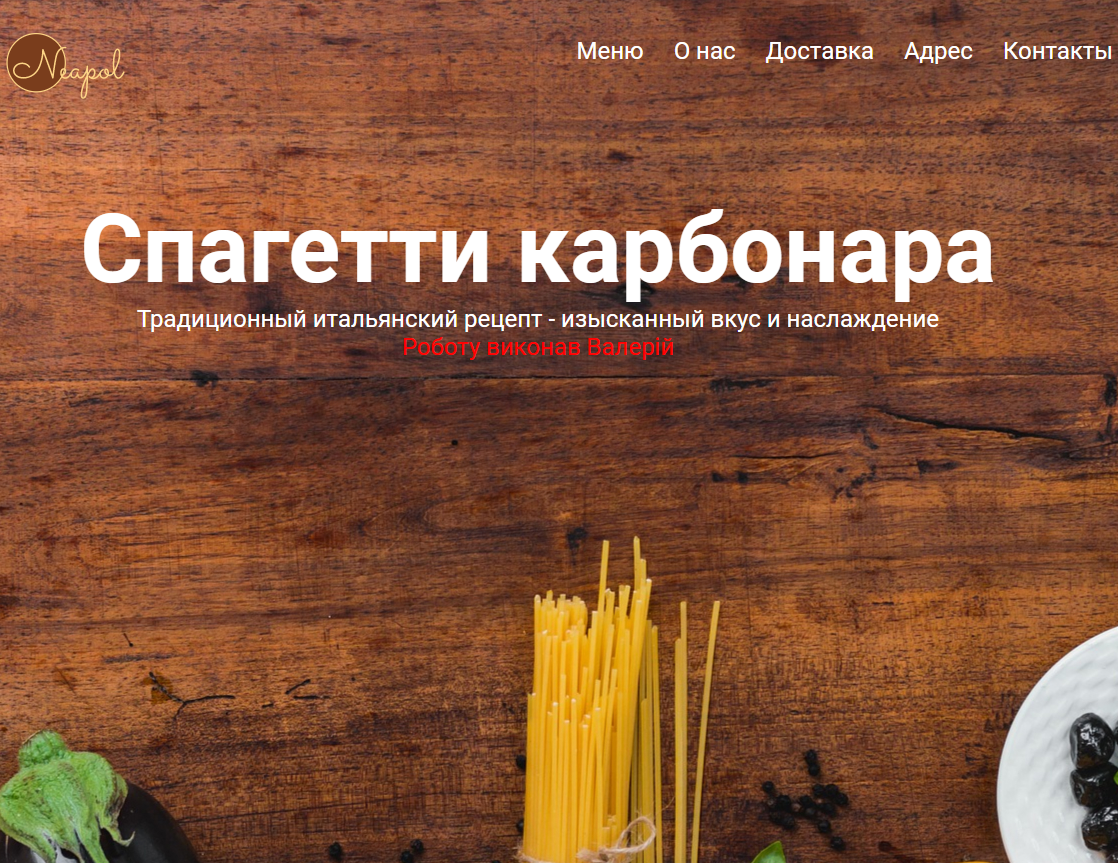 Neapol
Меню О нас Доставка Адрес Контакты
Спагетти карбонара
Традиционный итальянский рецепт - изысканный вкус и наслаждение
Роботу виконав Валерій